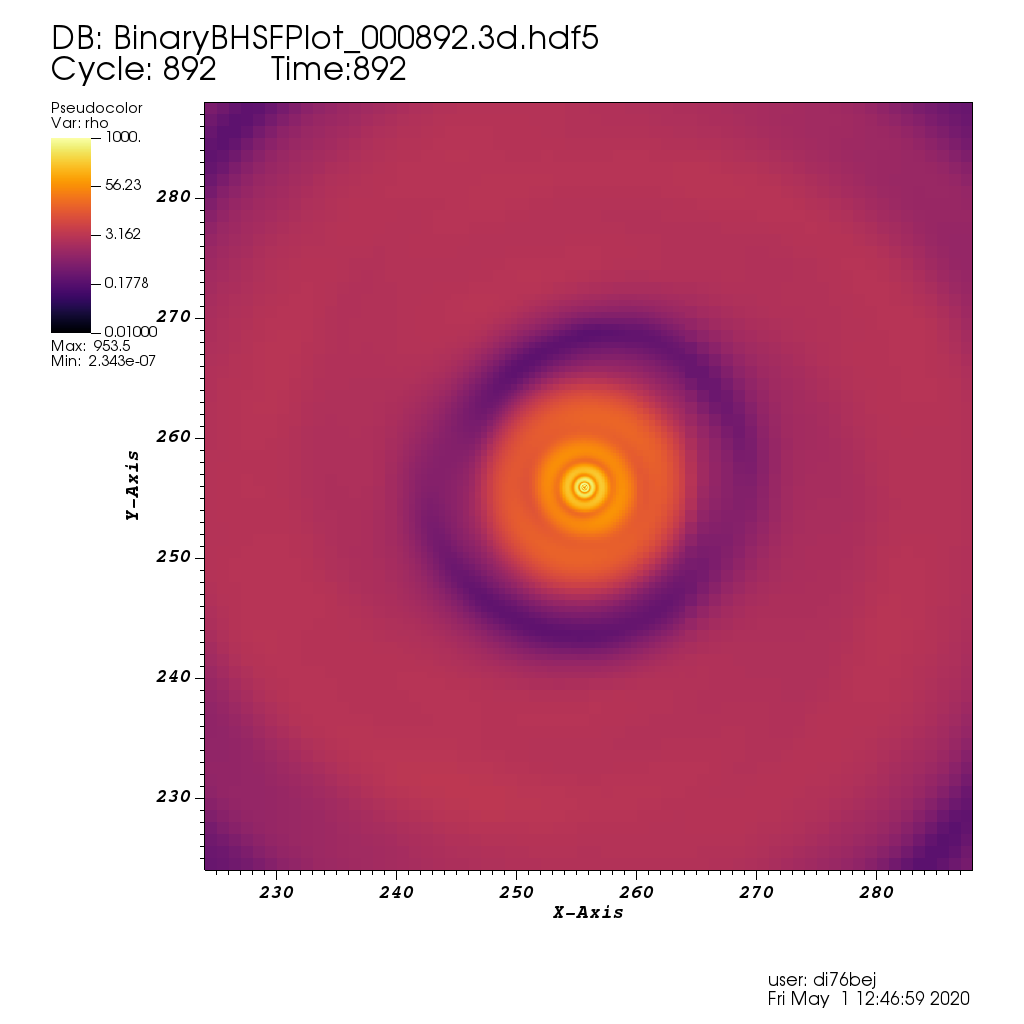 DB: BinaryBHSFPlot_000892.3d.hdf5
Cycle: 892 Time:892
Pseudocolor
Var: rho
1000.
56.23
3.162
0.1778
0.01000
Max: 953.5
Min: 2.343e-07
280
270
260
250
240
230
Y-Axis
230 240 250 260 270 280
X-Axis
user: di76bej
Fri May 1 12:46:59 2020